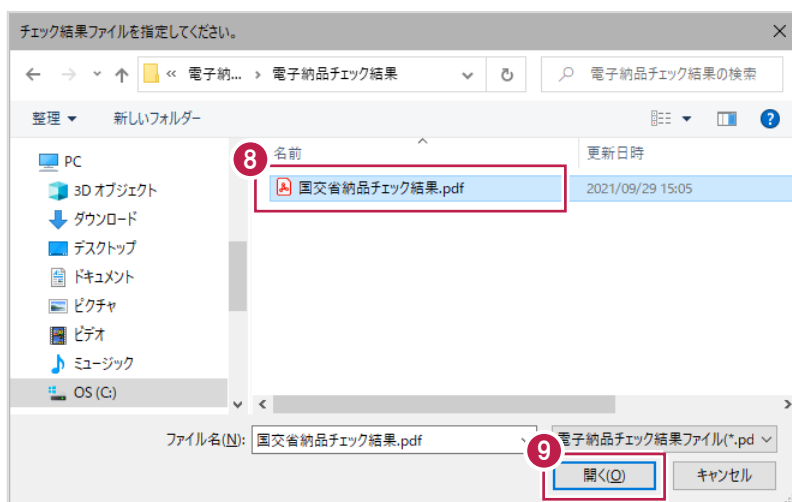 チェック結果ファイルを指定してください。
« 電子納... › 電子納品チェック結果
電子納品チェック結果の検索
整理 新しいフォルダー
PC
3D オブジェクト
ダウンロード
デスクトップ
ドキュメント
ピクチャ
ビデオ
ミュージック
OS (C:)
8
名前 更新日時
国交省納品チェック結果.pdf 2021/09/29 15:05
ファイル名(N): 国交省納品チェック結果.pdf
電子納品チェック結果ファイル(*.pd
9
開く(O) キャンセル